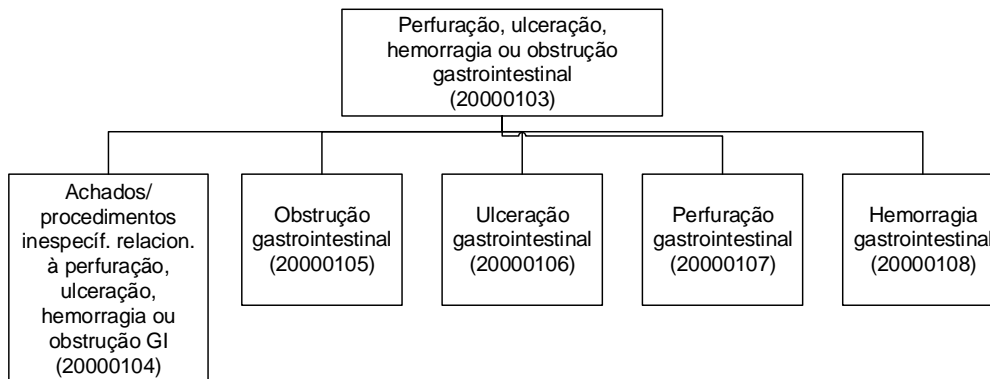 Perfuração, ulceração,
hemorragia ou obstrução
gastrointestinal
(20000103)
Achados/
procedimentos
inespecíf. relacion.
à perfuração,
ulceração,
hemorragia ou
obstrução GI
(20000104)
Obstrução
gastrointestinal
(20000105)
Ulceração
gastrointestinal
(20000106)
Perfuração
gastrointestinal
(20000107)
Hemorragia
gastrointestinal
(20000108)